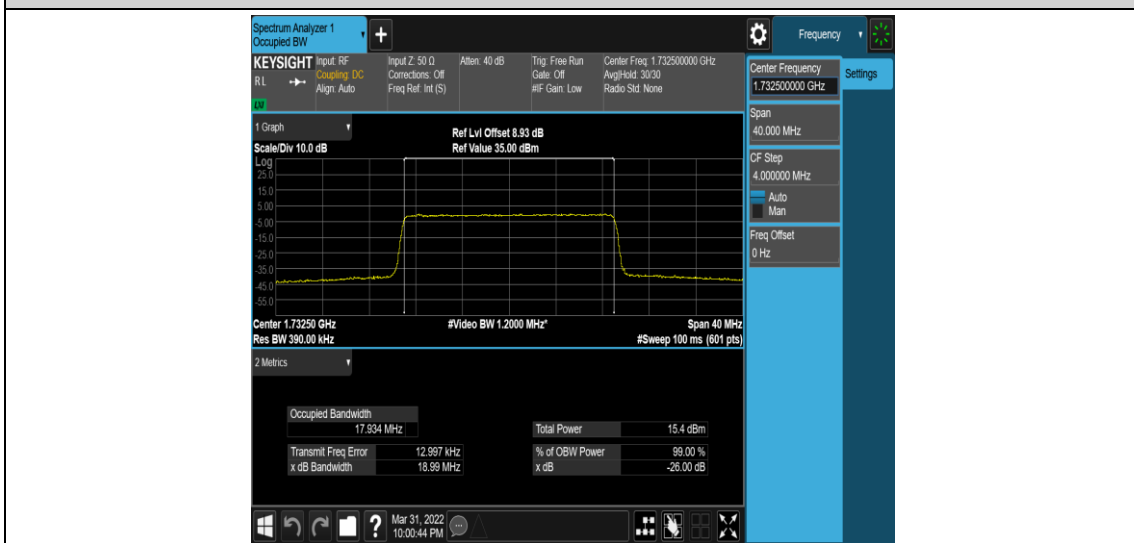 Spectrum Analyzer 1
Occupied BW
+
Frequency
KEYSIGHT
RL
LXI
Input: RF
Coupling: DC
Align: Auto
Input Z: 50 Ω
Corrections: Off
Freq Ref: Int (S)
Atten: 40 dB
Trig: Free Run
Gate: Off
#IF Gain: Low
Center Freq: 1.732500000 GHz
Avg|Hold: 30/30
Radio Std: None
Center Frequency
1.732500000 GHz
Settings
Span
40.000 MHz
CF Step
4.000000 MHz
Auto
Man
Freq Offset
0 Hz
1 Graph
Ref Lvl Offset 8.93 dB
Scale/Div 10.0 dB
Ref Value 35.00 dBm
Log
25.0
15.0
5.00
-5.00
-15.0
-25.0
-35.0
-45.0
-55.0
Center 1.73250 GHz
#Video BW 1.2000 MHz*
Span 40 MHz
Res BW 390.00 kHz
#Sweep 100 ms (601 pts)
2 Metrics
Occupied Bandwidth
17.934 MHz
Total Power 15.4 dBm
Transmit Freq Error 12.997 kHz
% of OBW Power 99.00 %
x dB Bandwidth 18.99 MHz
x dB -26.00 dB
?
Mar 31, 2022
10:00:44 PM